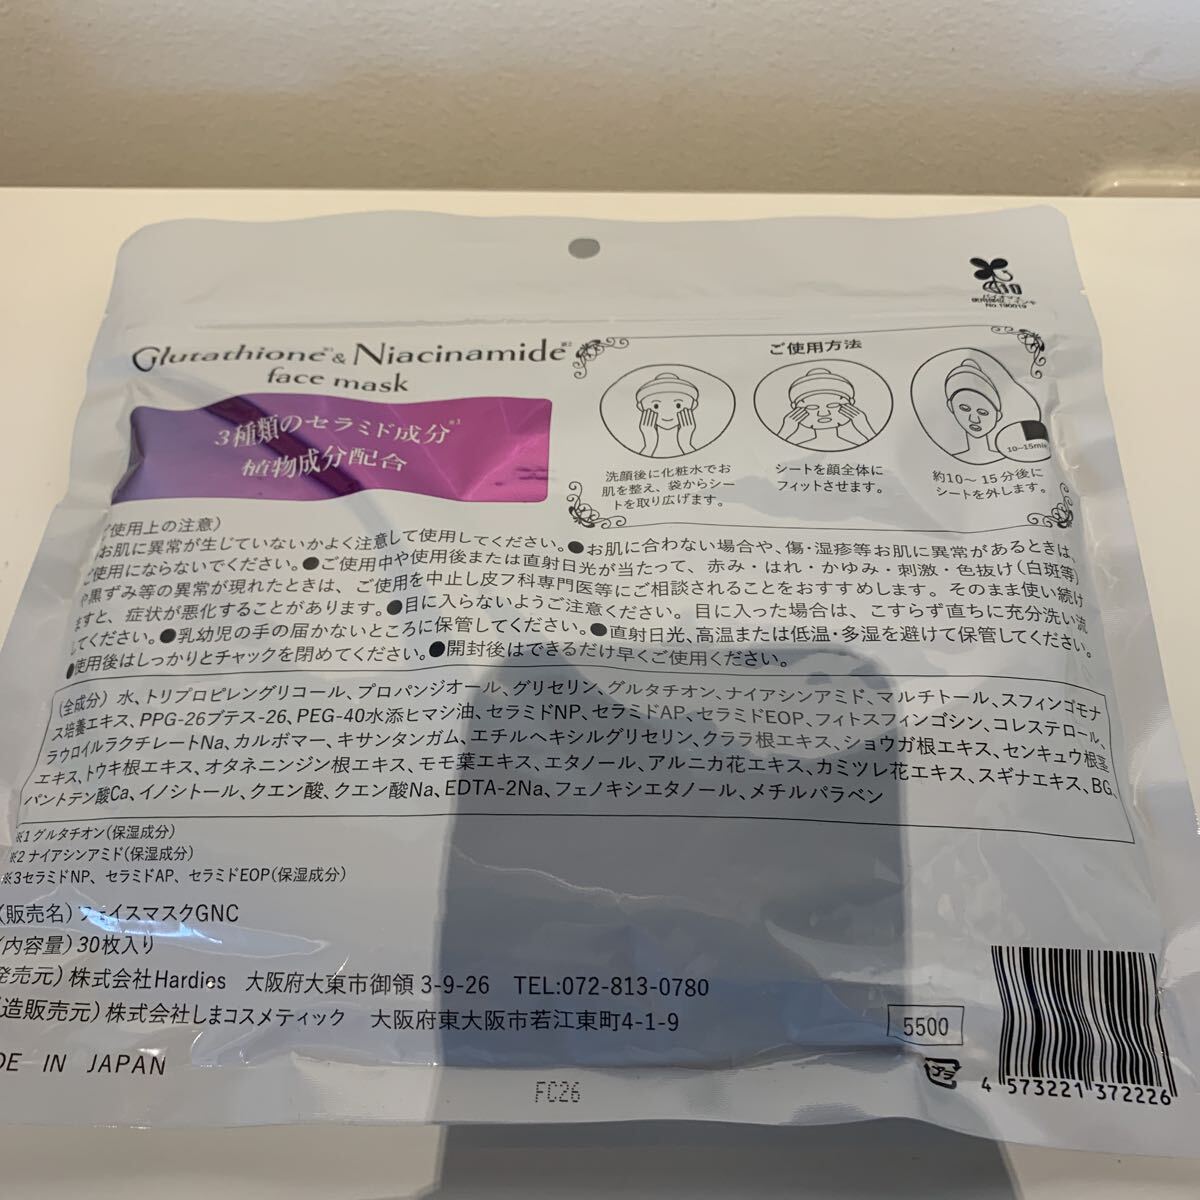 Glutathione※1 & Niacinamide※2
face mask
3種類のセラミド成分※3
植物成分配合
ご使用方法
洗顔後に化粧水でお
肌を整え、袋からシー
トを取り広げます。
シートを顔全体に
フィットさせます。
10~15min
約10~15分後に
シートを外します。
No.190019
ご使用上の注意)
お肌に異常が生じていないかよく注意して使用してください。●お肌に合わない場合や、傷・湿疹等お肌に異常があるときは、
ご使用にならないでください。●ご使用中や使用後または直射日光が当たって、赤み・はれ・かゆみ・刺激・色抜け(白斑等)
や黒ずみ等の異常が現れたときは、ご使用を中止し皮フ科専門医等にご相談されることをおすすめします。そのまま使い続け
ますと、症状が悪化することがあります。●目に入らないようご注意ください。目に入った場合は、こすらず直ちに充分洗い流
してください。●乳幼児の手の届かないところに保管してください。●直射日光、高温または低温・多湿を避けて保管してください。
●使用後はしっかりとチャックを閉めてください。●開封後はできるだけ早くご使用ください。
(全成分) 水、トリプロピレングリコール、プロパンジオール、グリセリン、グルタチオン、ナイアシンアミド、マルチトール、スフィンゴモナ
ス培養エキス、PPG-26ブテス-26、PEG-40水添ヒマシ油、セラミドNP、セラミドAP、セラミドEOP、フィトスフィンゴシン、コレステロール、
ラウロイルラクチレートNa、カルボマー、キサンタンガム、エチルヘキシルグリセリン、クララ根エキス、ショウガ根エキス、センキュウ根茎
エキス、トウキ根エキス、オタネニンジン根エキス、モモ葉エキス、エタノール、アルニカ花エキス、カミツレ花エキス、スギナエキス、BG、
パントテン酸Ca、イノシトール、クエン酸、クエン酸Na、EDTA-2Na、フェノキシエタノール、メチルパラベン
※1 グルタチオン(保湿成分)
※2 ナイアシンアミド(保湿成分)
※3セラミドNP、セラミドAP、セラミドEOP(保湿成分)
(販売名) フェイスマスクGNC
(内容量) 30枚入り
発売元) 株式会社Hardies 大阪府大東市御領 3-9-26 TEL:072-813-0780
造販売元) 株式会社しまコスメティック 大阪府東大阪市若江東町4-1-9
DE IN JAPAN
5500
プラ
FC26
4 573221 372226